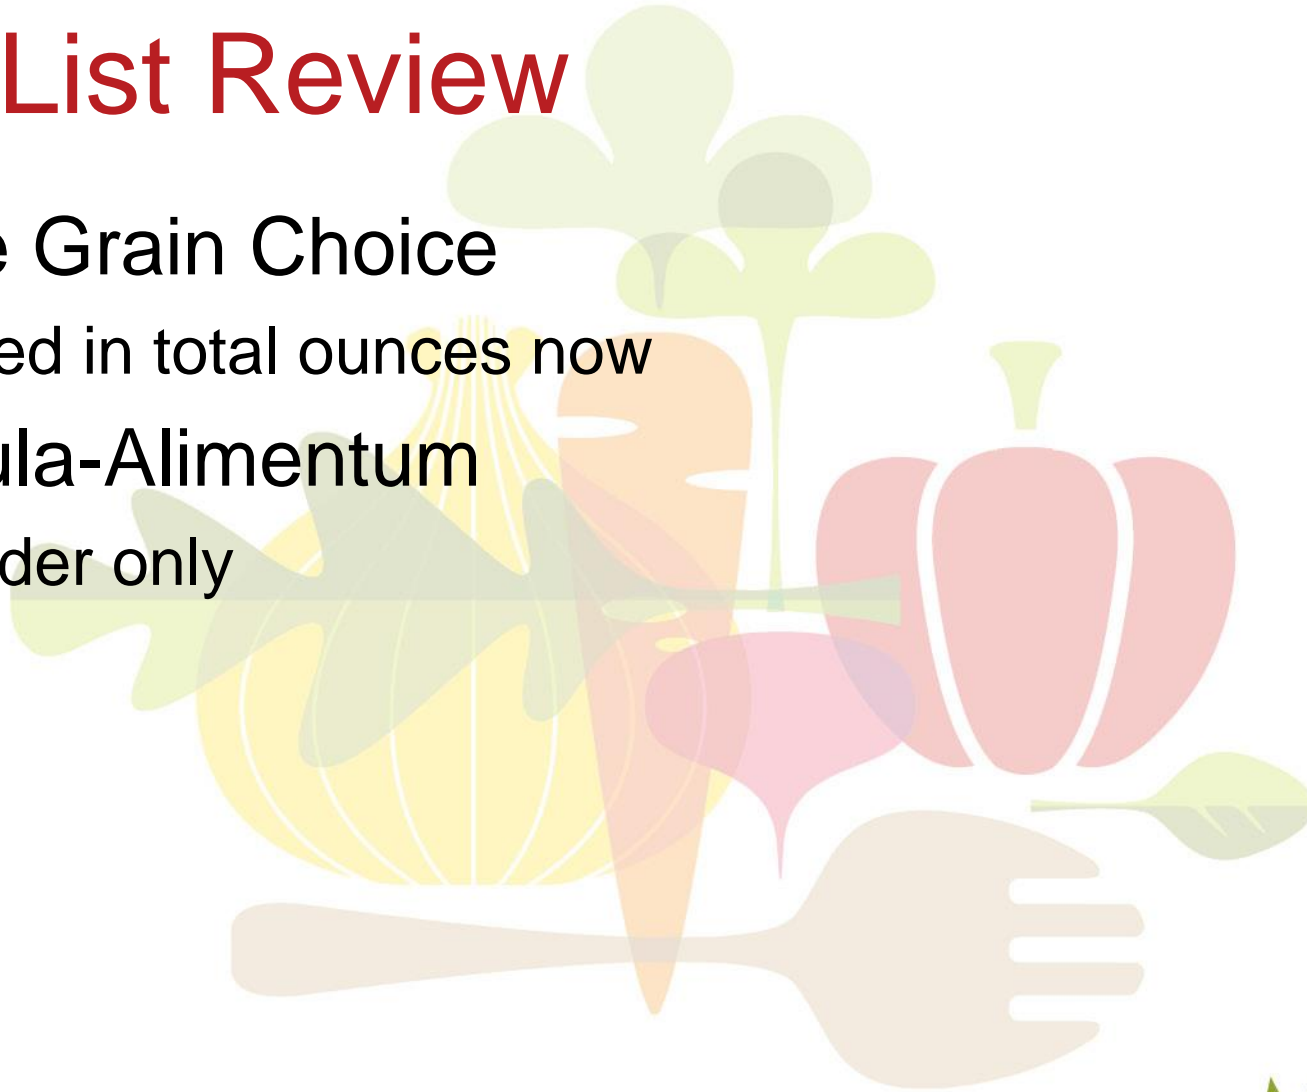 List Review
e Grain Choice
ed in total ounces now
ula-Alimentum
der only